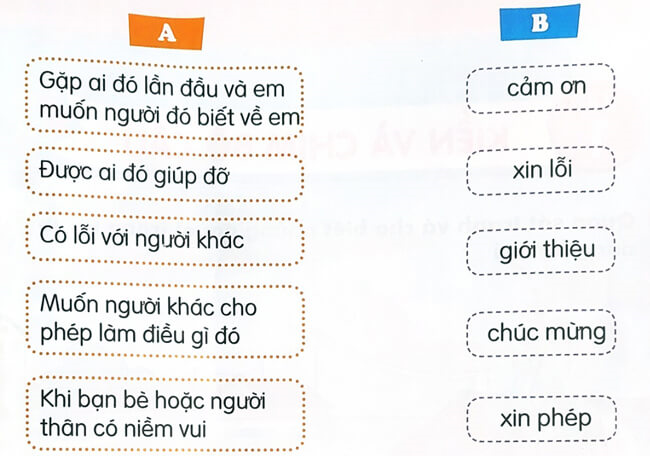 A
B
Gặp ai đó lần đầu và em
muốn người đó biết về em
cảm ơn
Được ai đó giúp đỡ
xin lỗi
Có lỗi với người khác
giới thiệu
Muốn người khác cho
phép làm điều gì đó
chúc mừng
Khi bạn bè hoặc người
thân có niềm vui
xin phép